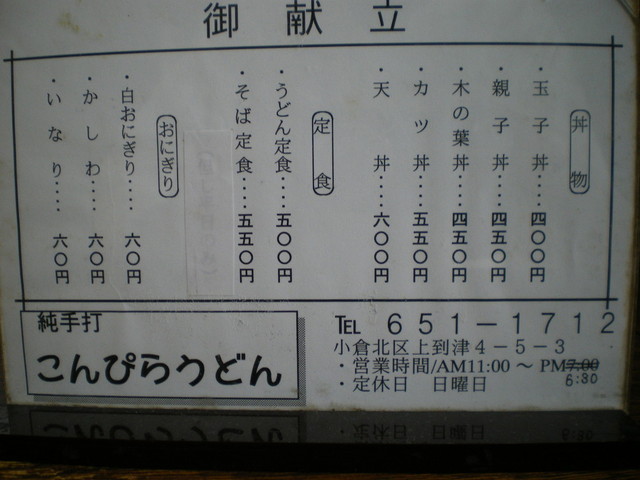 御献立
丼物
・玉子丼‥‥四〇〇円
・親子丼‥‥四五〇円
・木の葉丼‥‥四五〇円
・カツ丼‥‥五五〇円
・天丼‥‥六〇〇円
定食
・うどん定食‥‥五〇〇円
・そば定食‥‥五五〇円
おにぎり
・白おにぎり‥‥六〇円
・かしわ‥‥六〇円
・いなり‥‥六〇円
純手打
こんぴらうどん
TEL 651-1712
小倉北区上到津4-5-3
・営業時間/AM11:00～PM7:00
6:30
・定休日 日曜日